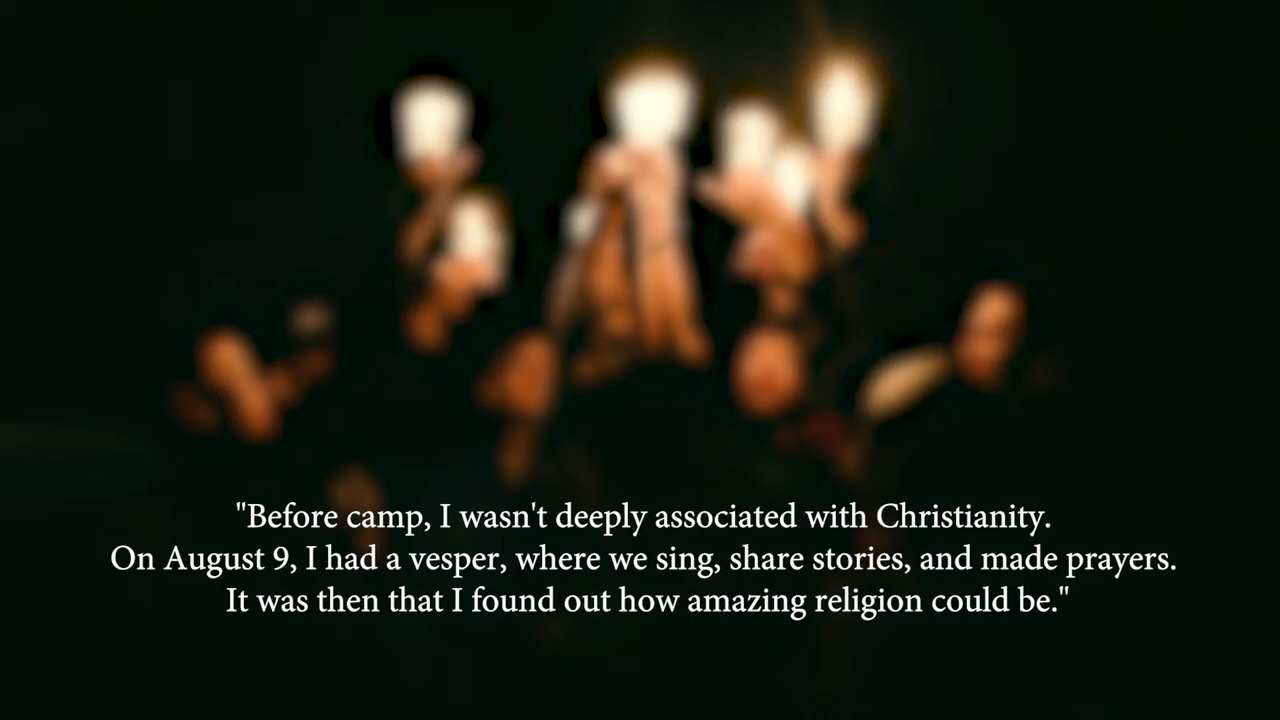 "Before camp, I wasn't deeply associated with Christianity.
On August 9, I had a vesper, where we sing, share stories, and made prayers.
It was then that I found out how amazing religion could be."